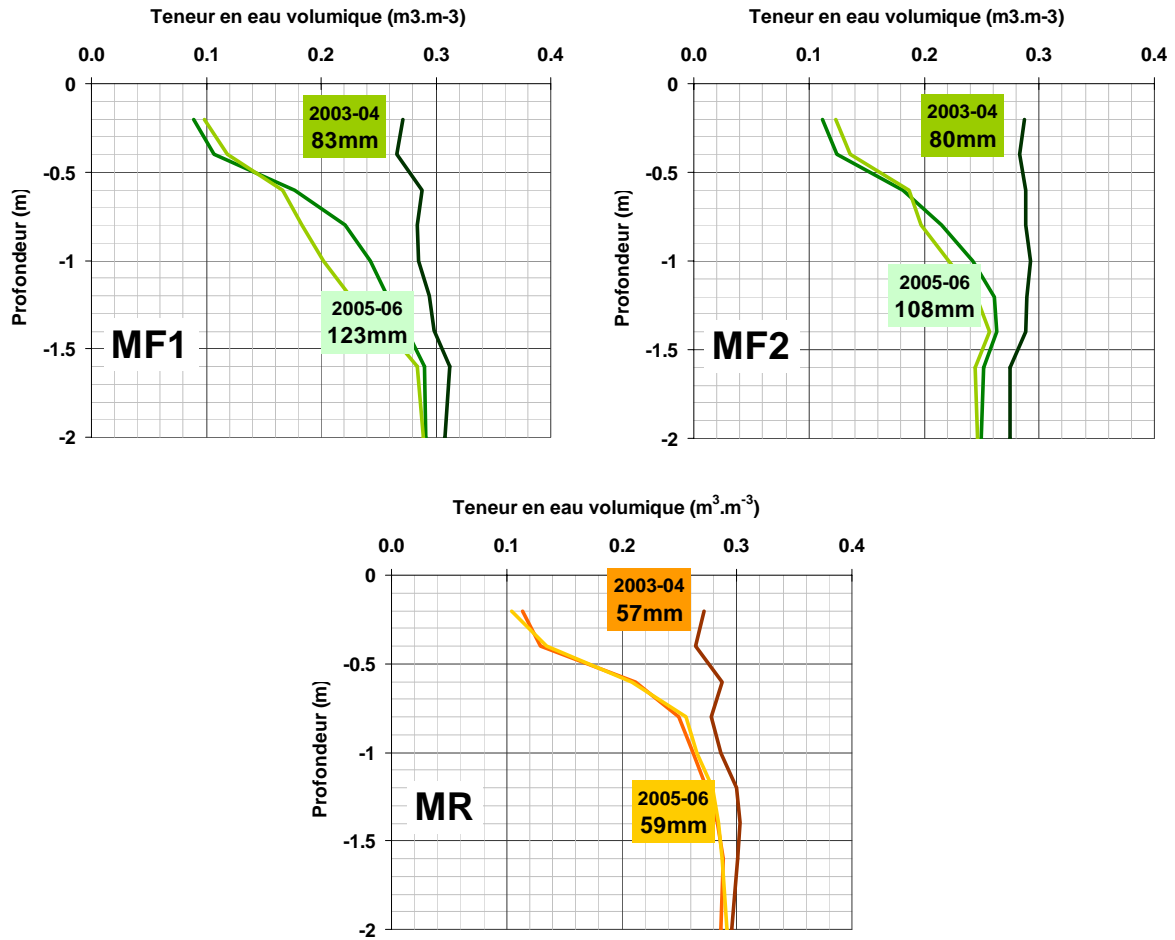 Teneur en eau volumique (m3.m-3)
0.0 0.1 0.2 0.3 0.4
0
-0.5
-1
-1.5
-2
Profondeur (m)
2003-04
83mm
2005-06
123mm
MF1
Teneur en eau volumique (m3.m-3)
0.0 0.1 0.2 0.3 0.4
0
-0.5
-1
-1.5
-2
Profondeur (m)
2003-04
80mm
2005-06
108mm
MF2
Teneur en eau volumique (m³.m⁻³)
0.0 0.1 0.2 0.3 0.4
0
-0.5
-1
-1.5
-2
Profondeur (m)
2003-04
57mm
2005-06
59mm
MR